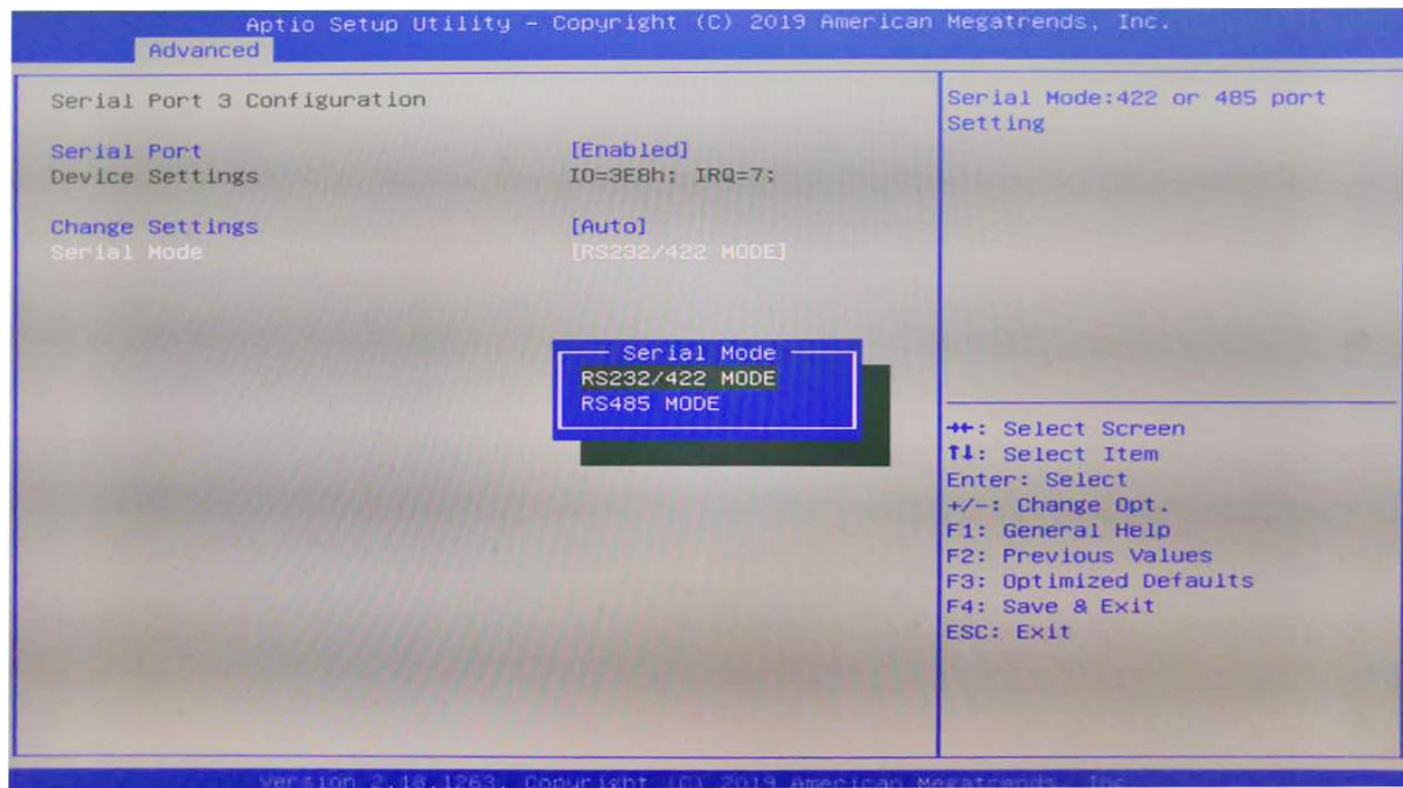 Aptio Setup Utility - Copyright (C) 2019 American Megatrends, Inc.
Advanced
Serial Port 3 Configuration
Serial Port [Enabled]
Device Settings IO=3E8h; IRQ=7;
Change Settings [Auto]
Serial Mode [RS232/422 MODE]
Serial Mode
RS232/422 MODE
RS485 MODE
Serial Mode:422 or 485 port
Setting
→←: Select Screen
↑↓: Select Item
Enter: Select
+/-: Change Opt.
F1: General Help
F2: Previous Values
F3: Optimized Defaults
F4: Save & Exit
ESC: Exit
Version 2.18.1263. Copyright (C) 2019 American Megatrends, Inc.